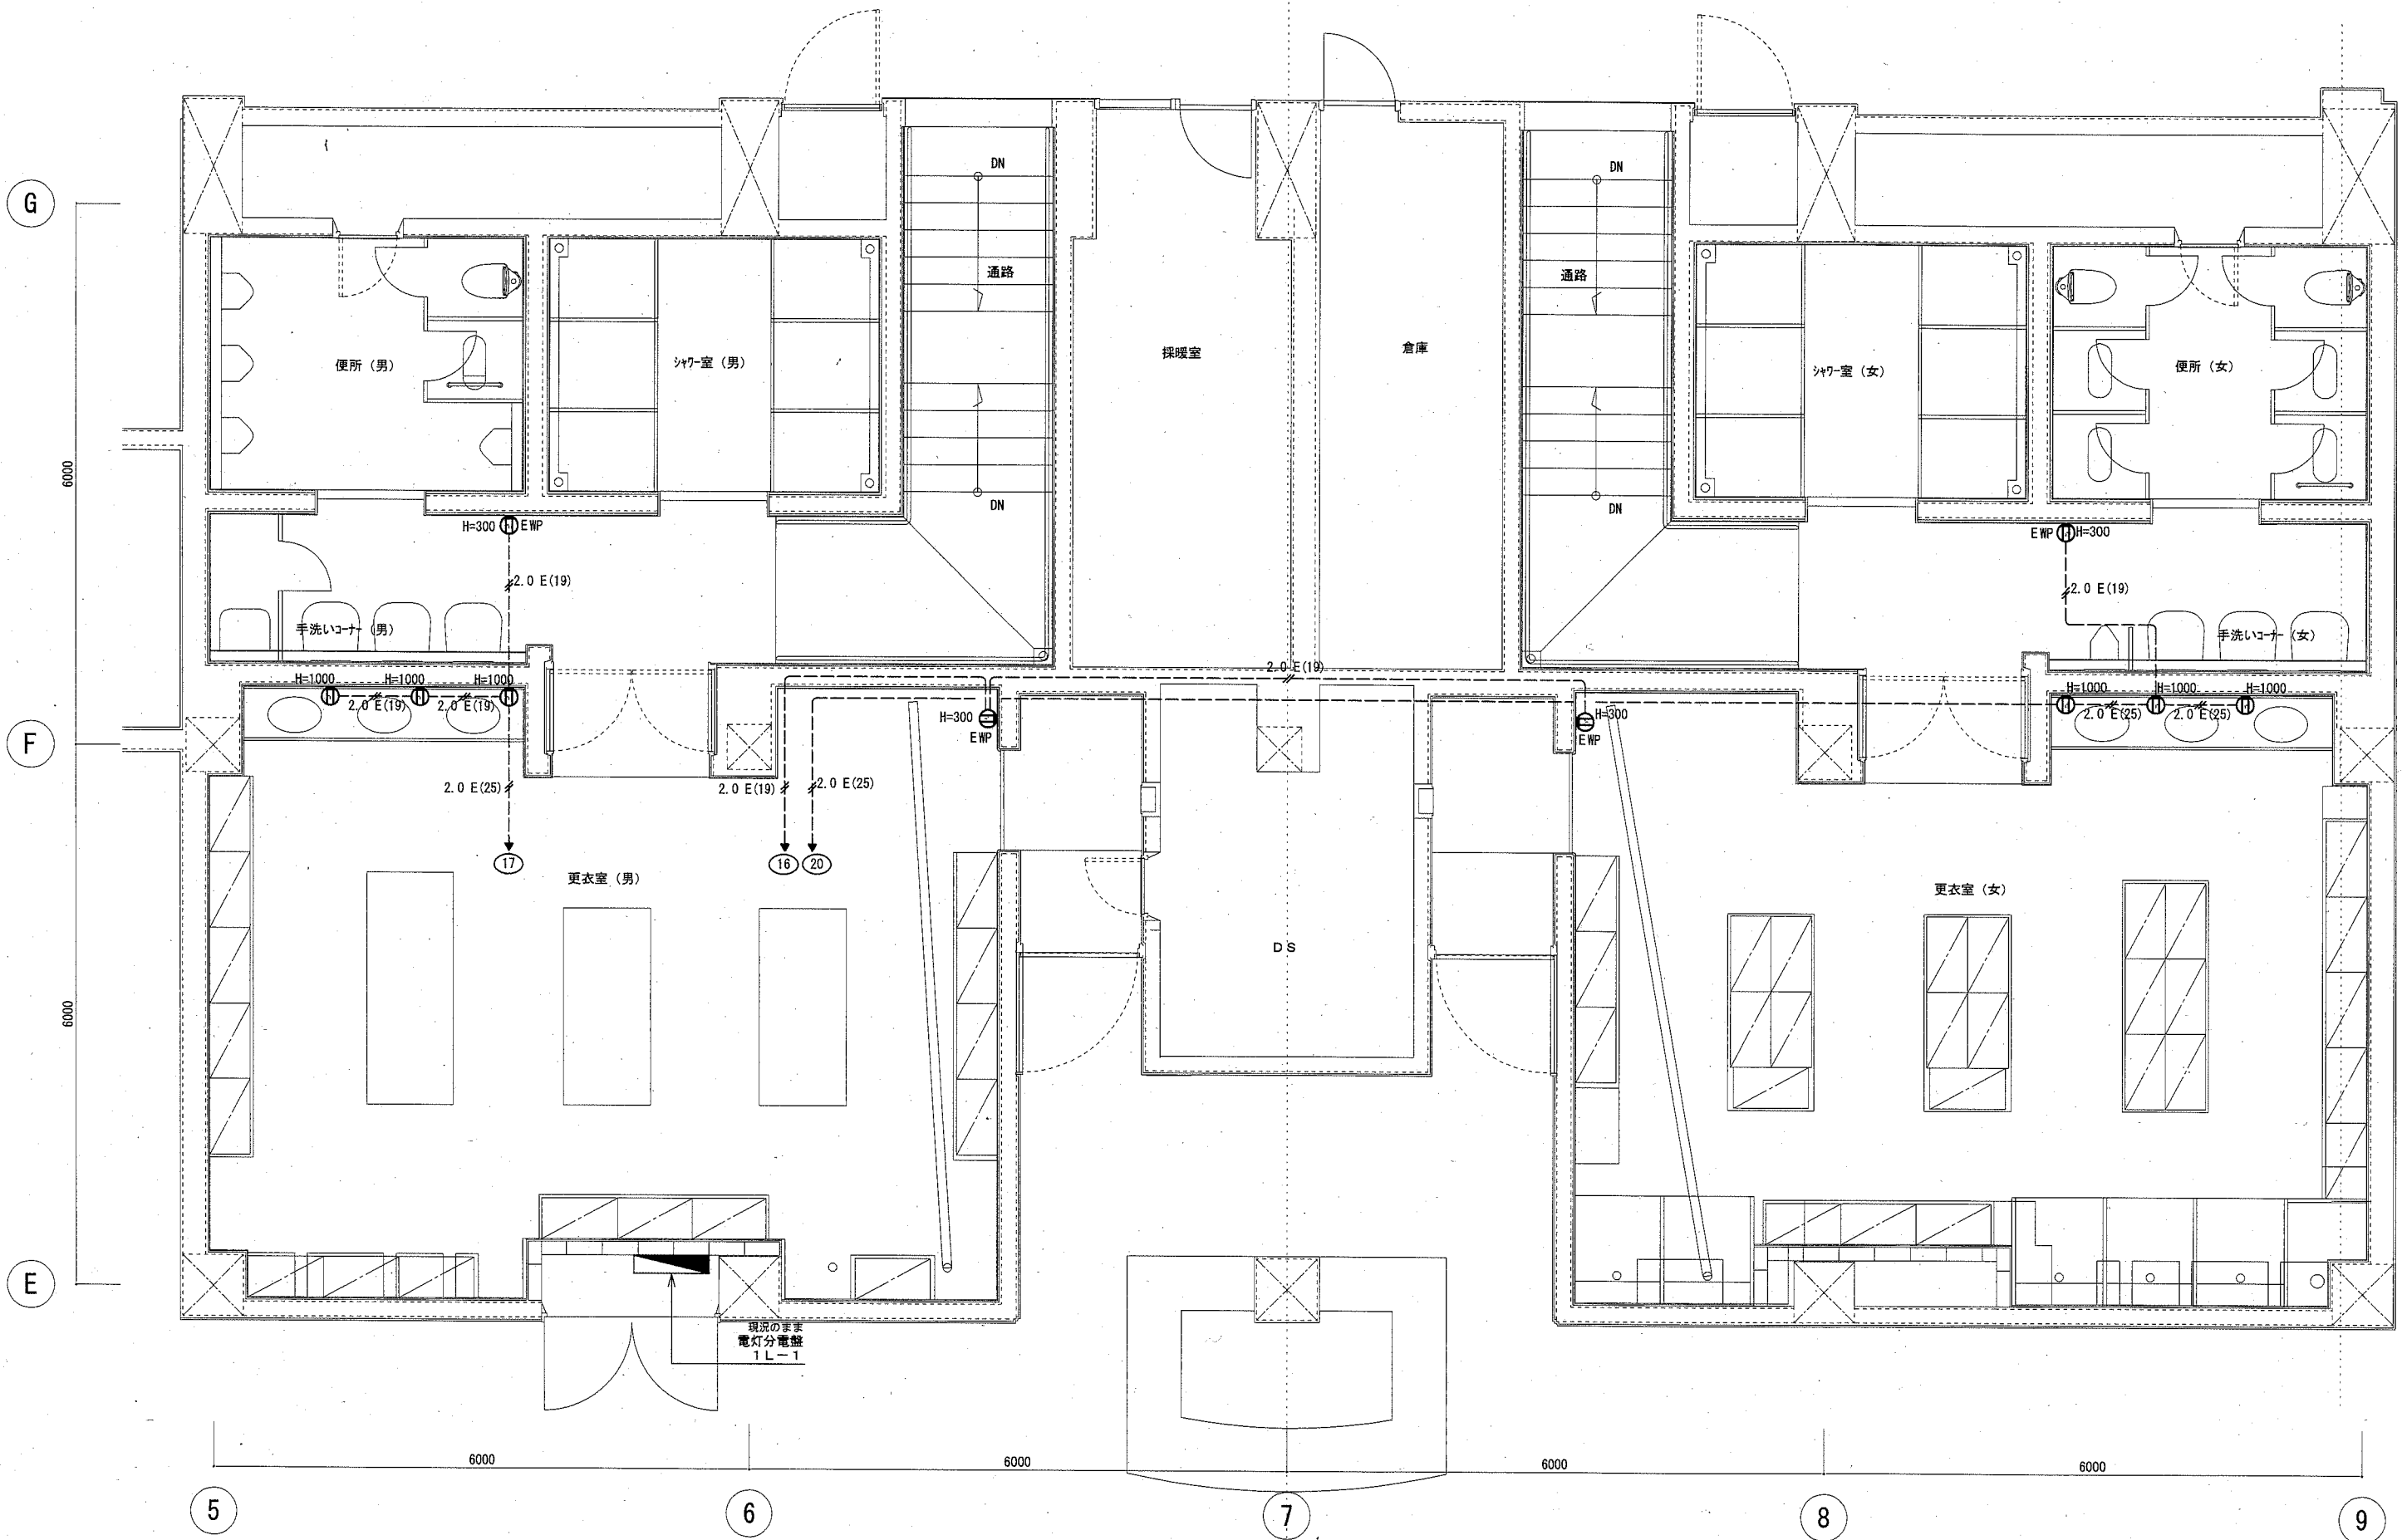 DN
DN
G
通路
通路
採暖室
倉庫
便所（男）
シャワー室（男）
シャワー室（女）
便所（女）
6000
DN
DN
H=300
EWP
EWP
H=300
2.0 E(19)
2.0 E(19)
手洗いコーナー（男）
手洗いコーナー（女）
2.0 E(19)
H=1000
H=1000
H=1000
H=1000
H=1000
H=1000
2.0 E(19)
2.0 E(19)
H=300
EWP
H=300
EWP
2.0 E(25)
2.0 E(25)
F
2.0 E(25)
2.0 E(19)
2.0 E(25)
17
16
20
更衣室（男）
更衣室（女）
DS
6000
E
現況のまま
電灯分電盤
1L－1
6000
6000
6000
6000
5
6
7
8
9